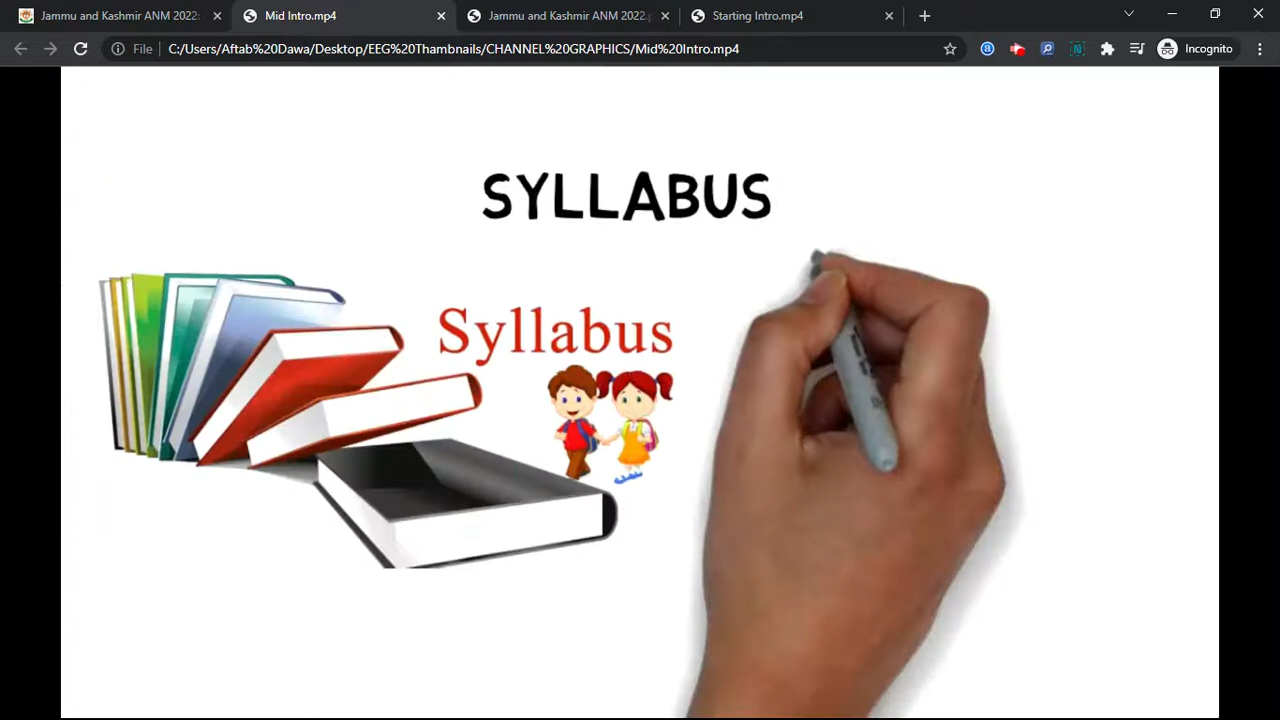 Jammu and Kashmir ANM 2022:
Mid Intro.mp4
Jammu and Kashmir ANM 2022.
Starting Intro.mp4
File
C:/Users/Aftab%20Dawa/Desktop/EEG%20Thambnails/CHANNEL%20GRAPHICS/Mid%20Intro.mp4
Incognito
SYLLABUS
Syllabus